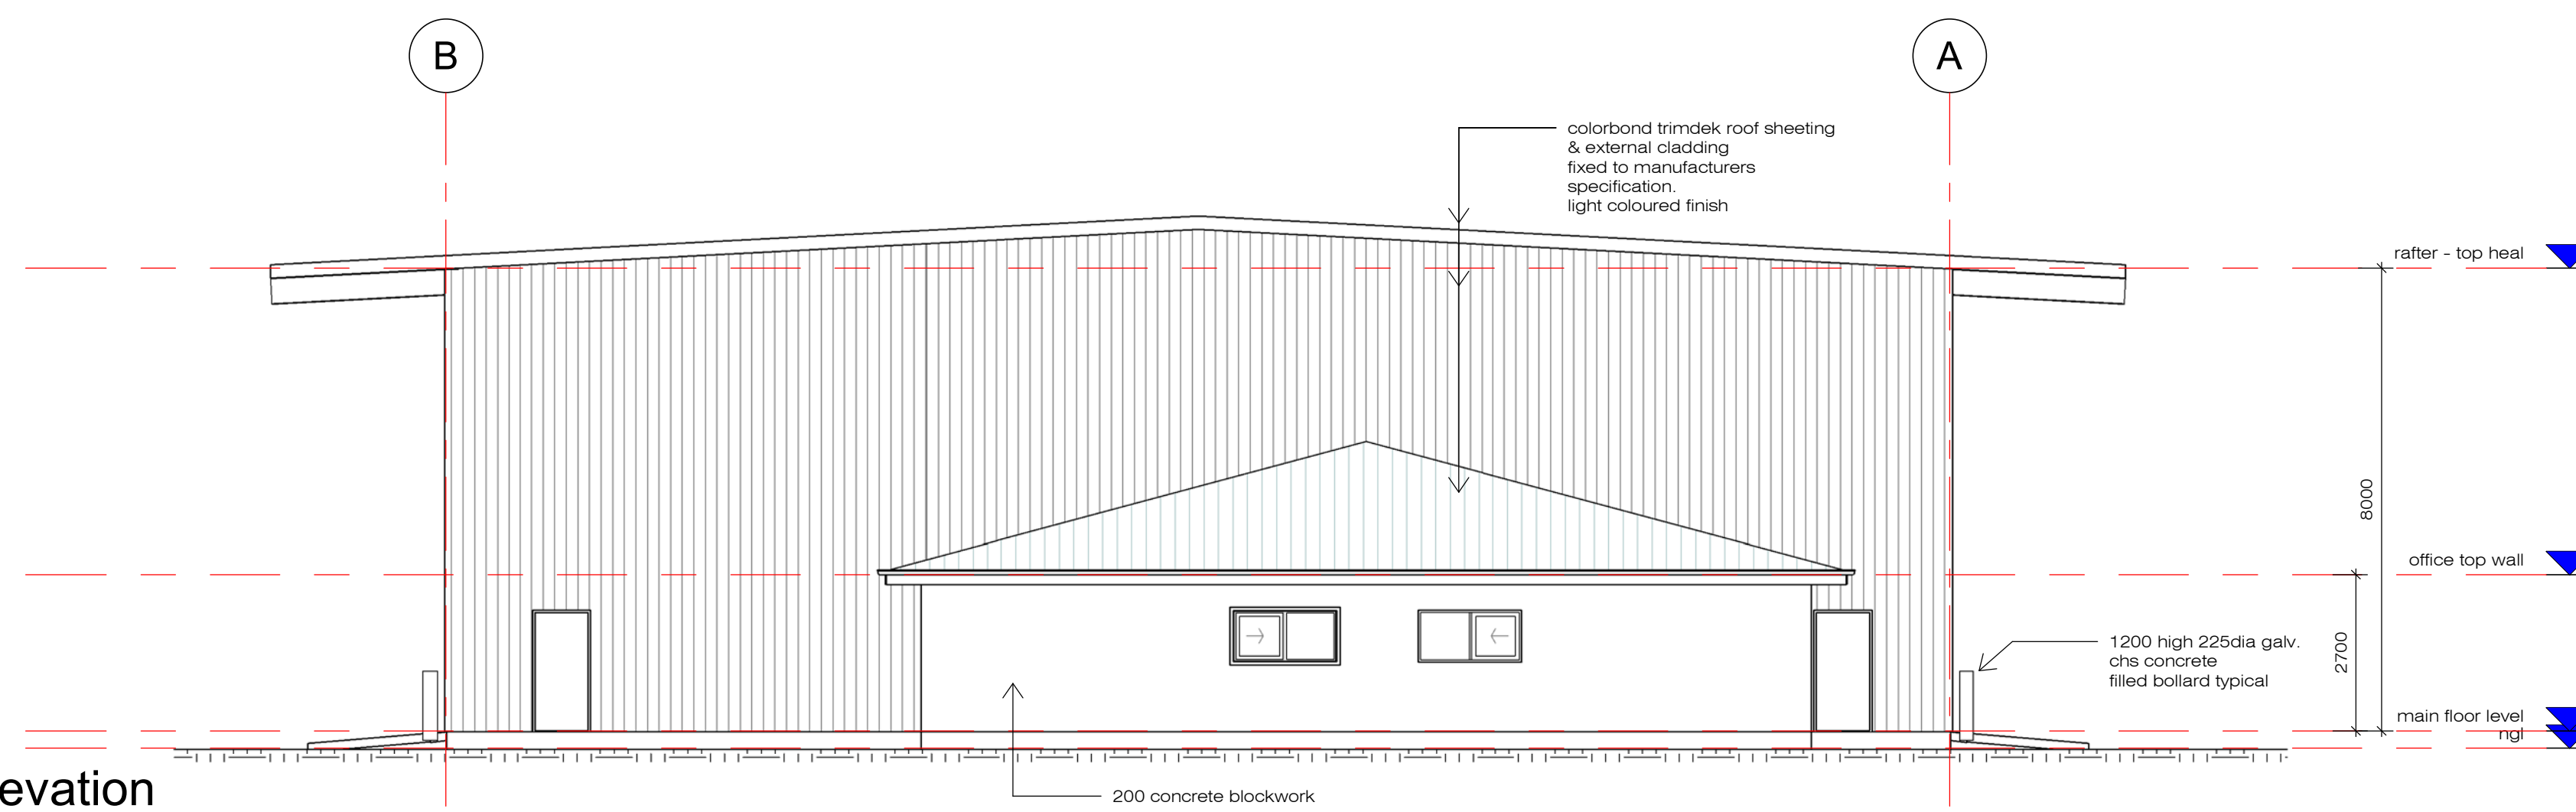 B
A
colorbond trimdek roof sheeting
& external cladding
fixed to manufacturers
specification.
light coloured finish
rafter - top heal
8000
office top wall
2700
1200 high 225dia galv.
chs concrete
filled bollard typical
main floor level
ngl
evation
200 concrete blockwork